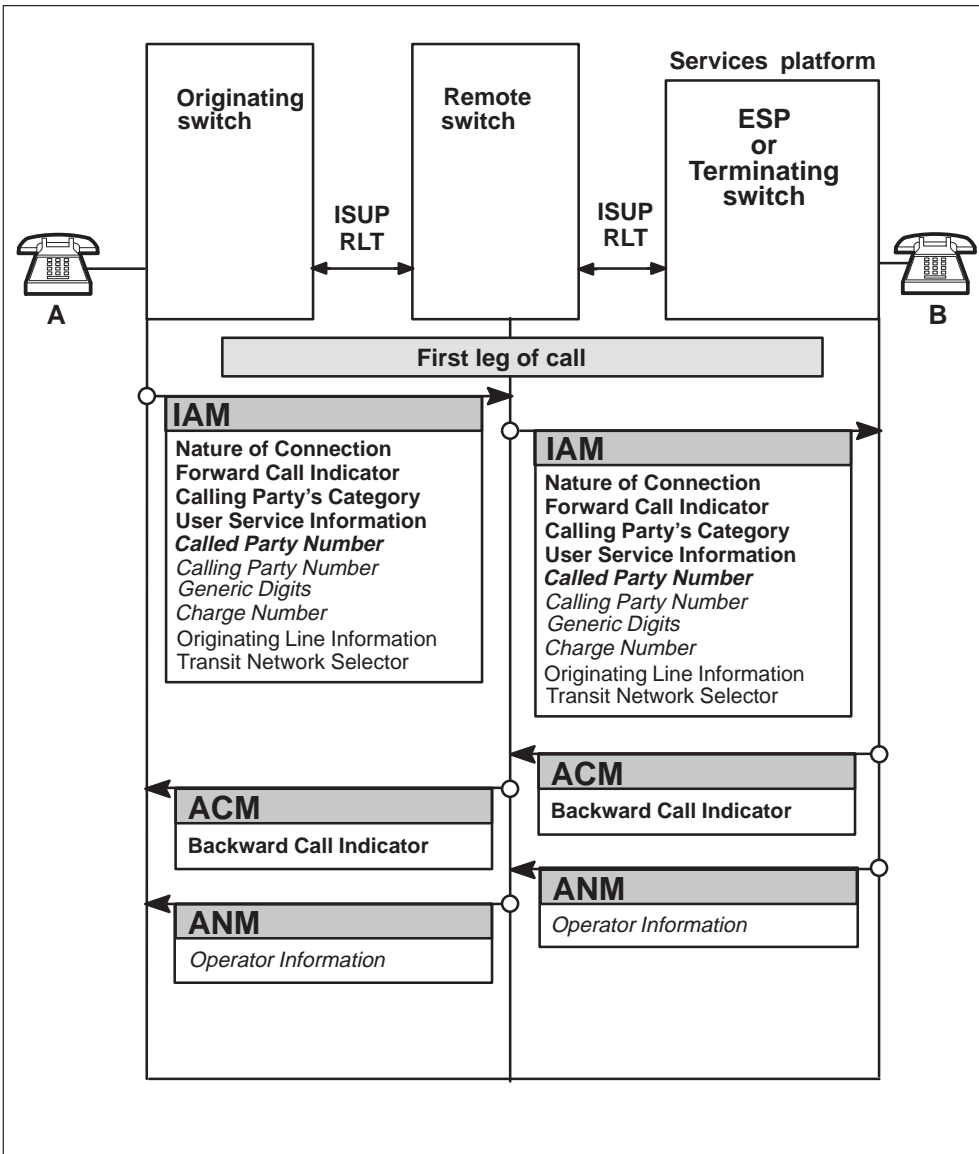 Services platform
Originating
switch
Remote
switch
ESP
or
Terminating
switch
ISUP
RLT
ISUP
RLT
A
B
First leg of call
IAM
Nature of Connection
Forward Call Indicator
Calling Party’s Category
User Service Information
Called Party Number
Calling Party Number
Generic Digits
Charge Number
Originating Line Information
Transit Network Selector
IAM
Nature of Connection
Forward Call Indicator
Calling Party’s Category
User Service Information
Called Party Number
Calling Party Number
Generic Digits
Charge Number
Originating Line Information
Transit Network Selector
ACM
Backward Call Indicator
ACM
Backward Call Indicator
ANM
Operator Information
ANM
Operator Information